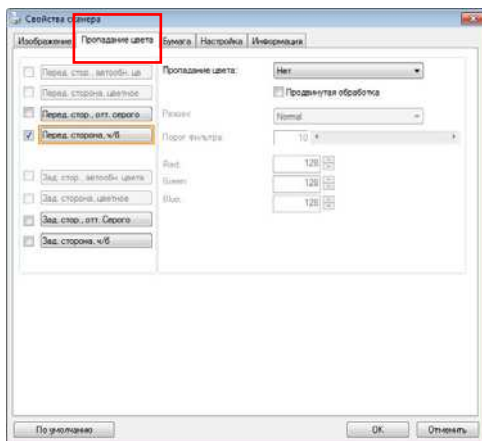 Свойства сканера
Изображение Пропадание цвета Бумага Настройка Информация
Перед. стор., автообн. цв Пропадание цвета: Нет
Перед. сторона, цветное Продвинутая обработка
Перед. стор., отт. серого Режим: Normal
Перед. сторона, ч/б Порог фильтра: 10
Red: 128
Зад. стор., автообн. цвета Green: 128
Зад. сторона, цветное Blue: 128
Зад. стор., отт. Серого
Зад. сторона, ч/б
По умолчанию OK Отменить